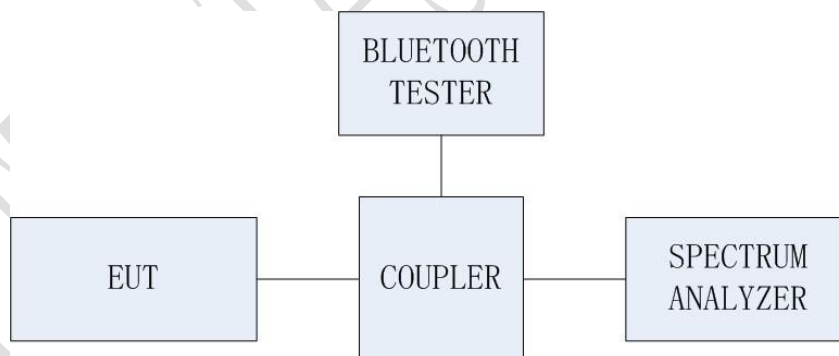 BLUETOOTH
TESTER
EUT
COUPLER
SPECTRUM
ANALYZER